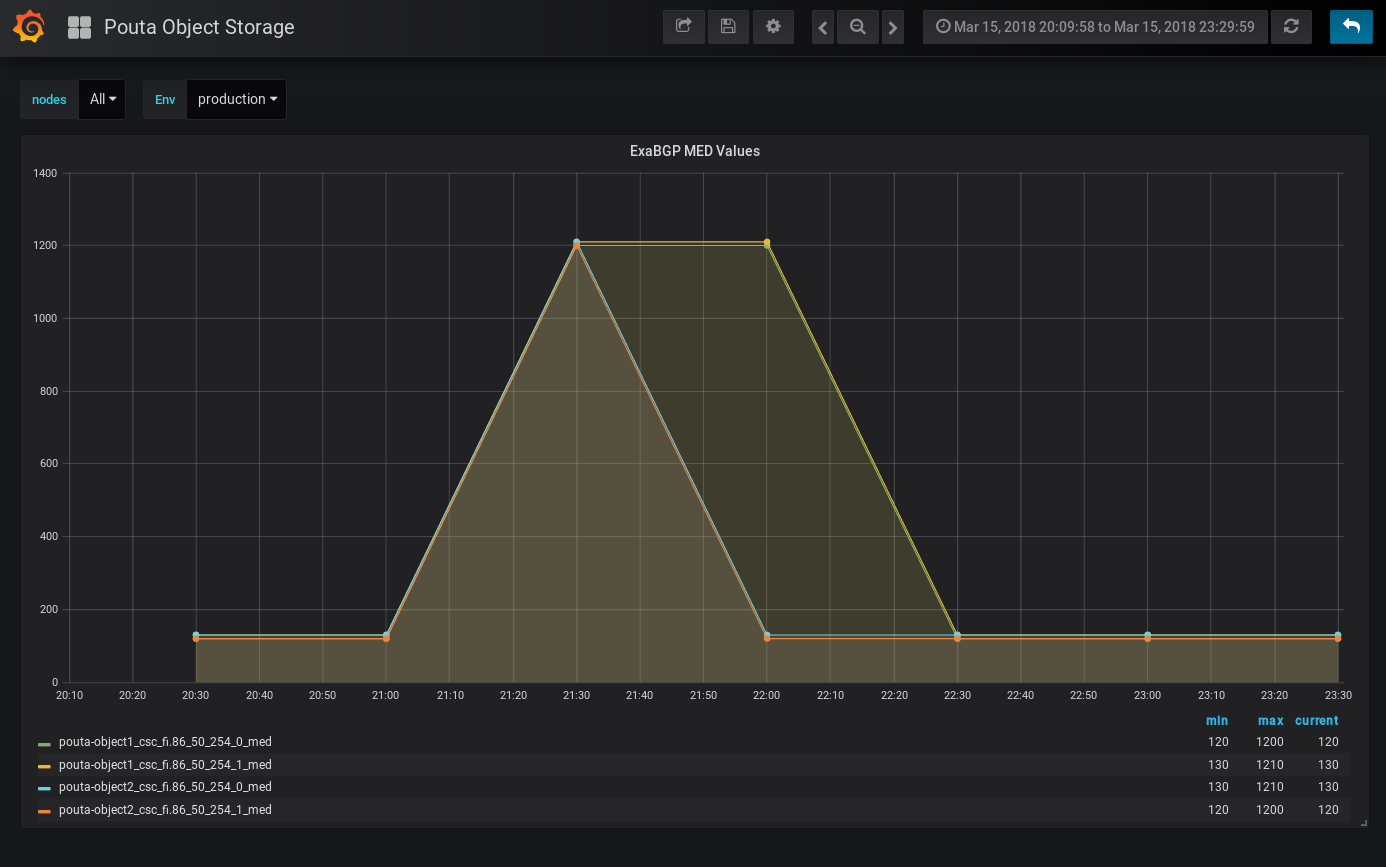 Pouta Object Storage
Mar 15, 2018 20:09:58 to Mar 15, 2018 23:29:59
nodes All Env production
ExaBGP MED Values
1400
1200
1000
800
600
400
200
0
20:10 20:20 20:30 20:40 20:50 21:00 21:10 21:20 21:30 21:40 21:50 22:00 22:10 22:20 22:30 22:40 22:50 23:00 23:10 23:20 23:30
min max current
pouta-object1_csc_fi.86_50_254_0_med 120 1200 120
pouta-object1_csc_fi.86_50_254_1_med 130 1210 130
pouta-object2_csc_fi.86_50_254_0_med 130 1210 130
pouta-object2_csc_fi.86_50_254_1_med 120 1200 120